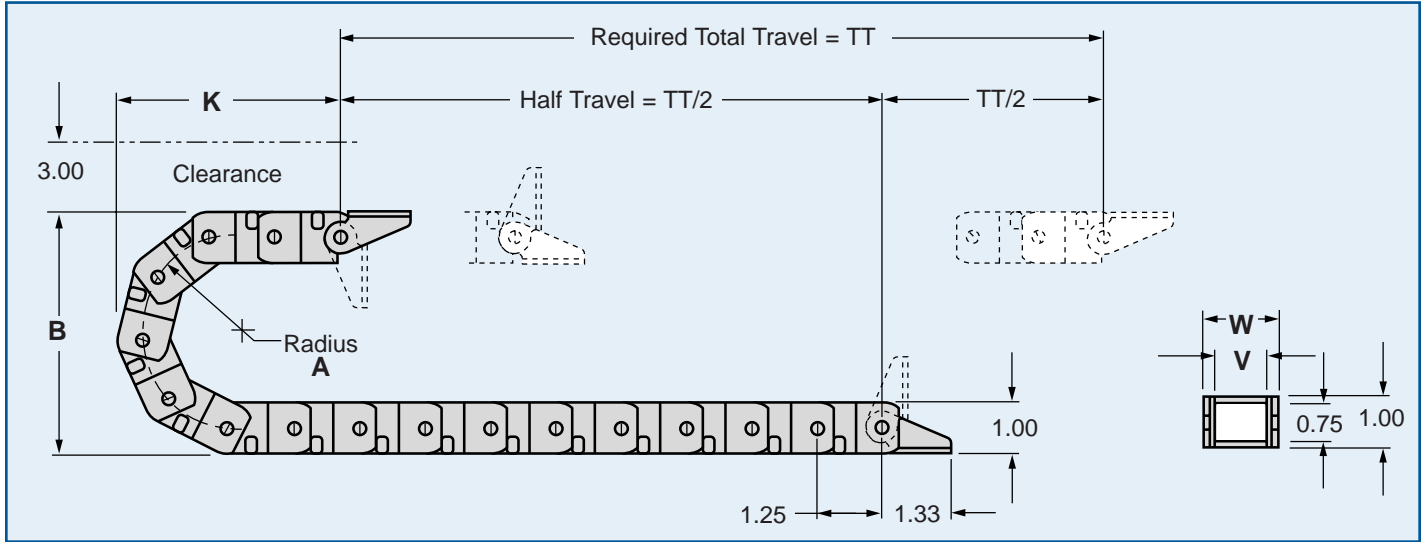 Required Total Travel = TT
K
Half Travel = TT/2
TT/2
3.00
Clearance
B
Radius
A
W
V
1.00
0.75
1.00
1.25
1.33